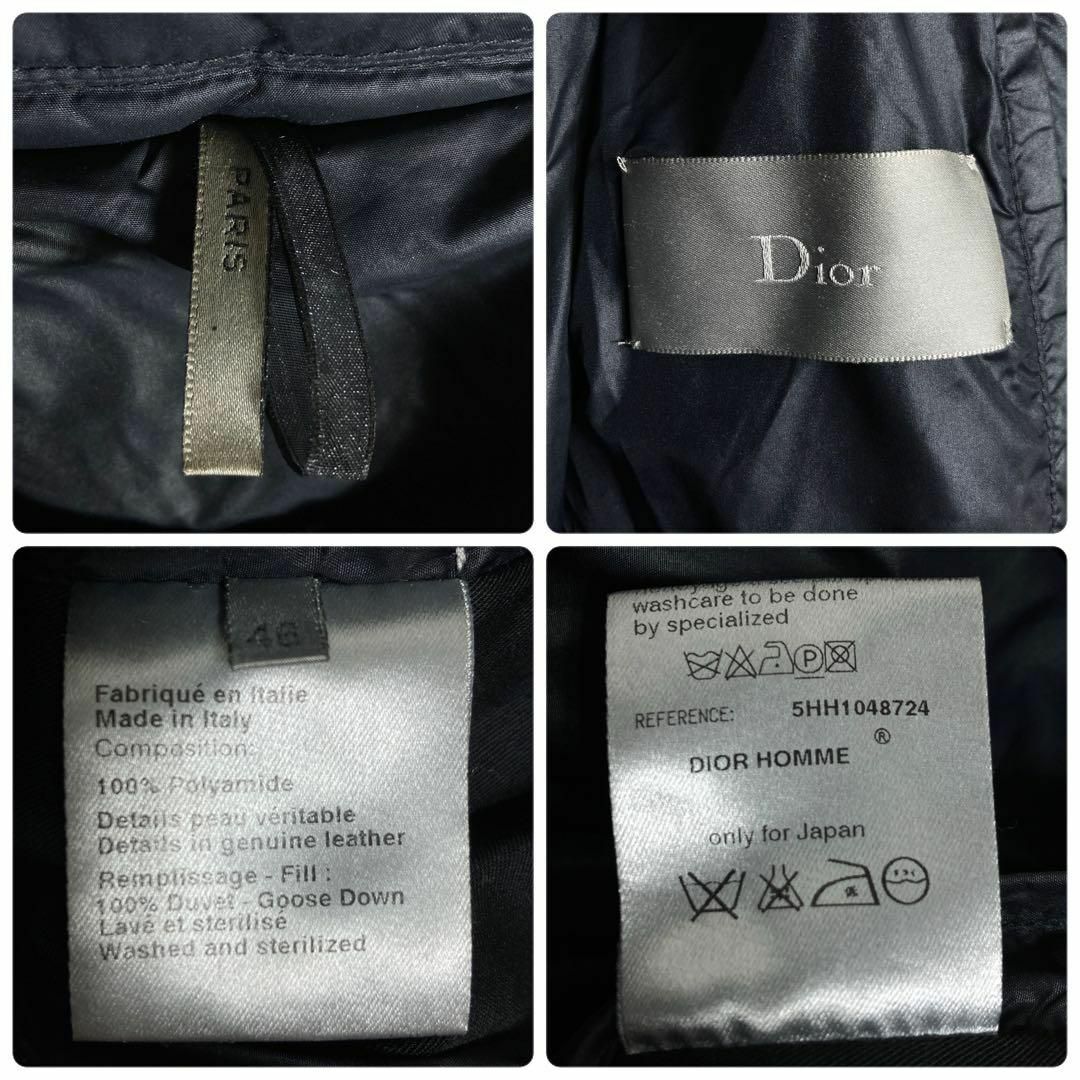 PARIS
Dior
46
Fabriqué en Italie
Made in Italy
Composition:
100% Polyamide
Details peau véritable
Details in genuine leather
Remplissage - Fill :
100% Duvet - Goose Down
Lavé et stérilisé
Washed and sterilized
washcare to be done
by specialized
P
REFERENCE: 5HH1048724
DIOR HOMME ®
only for Japan